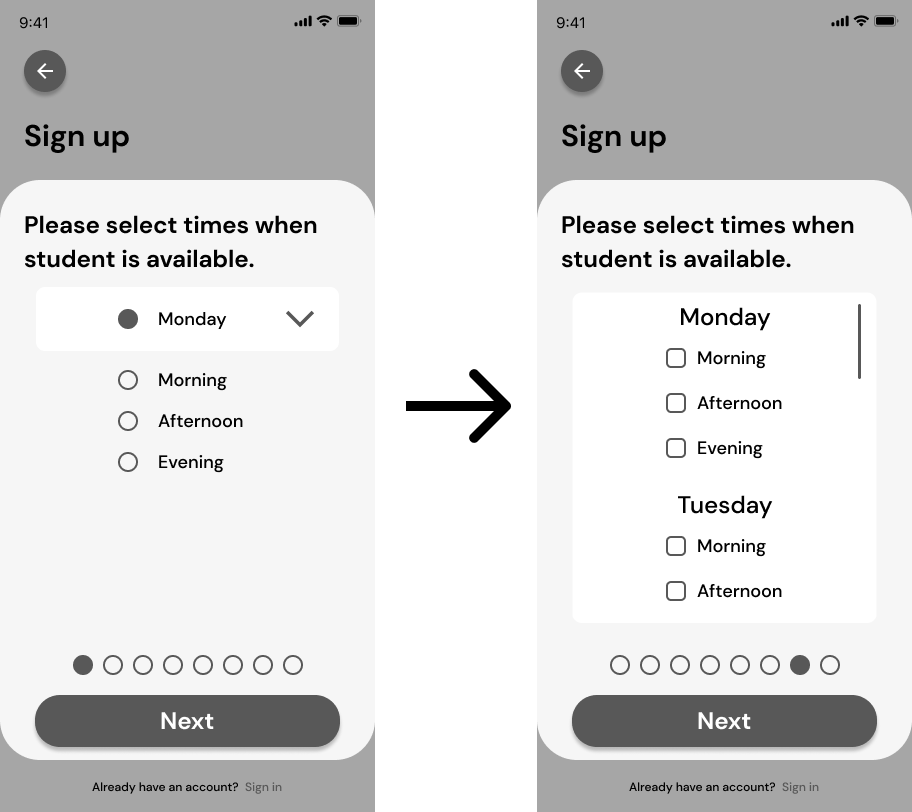 9:41
Sign up
Please select times when
student is available.
Monday
Morning
Afternoon
Evening
Next
Already have an account? Sign in
9:41
Sign up
Please select times when
student is available.
Monday
Morning
Afternoon
Evening
Tuesday
Morning
Afternoon
Next
Already have an account? Sign in